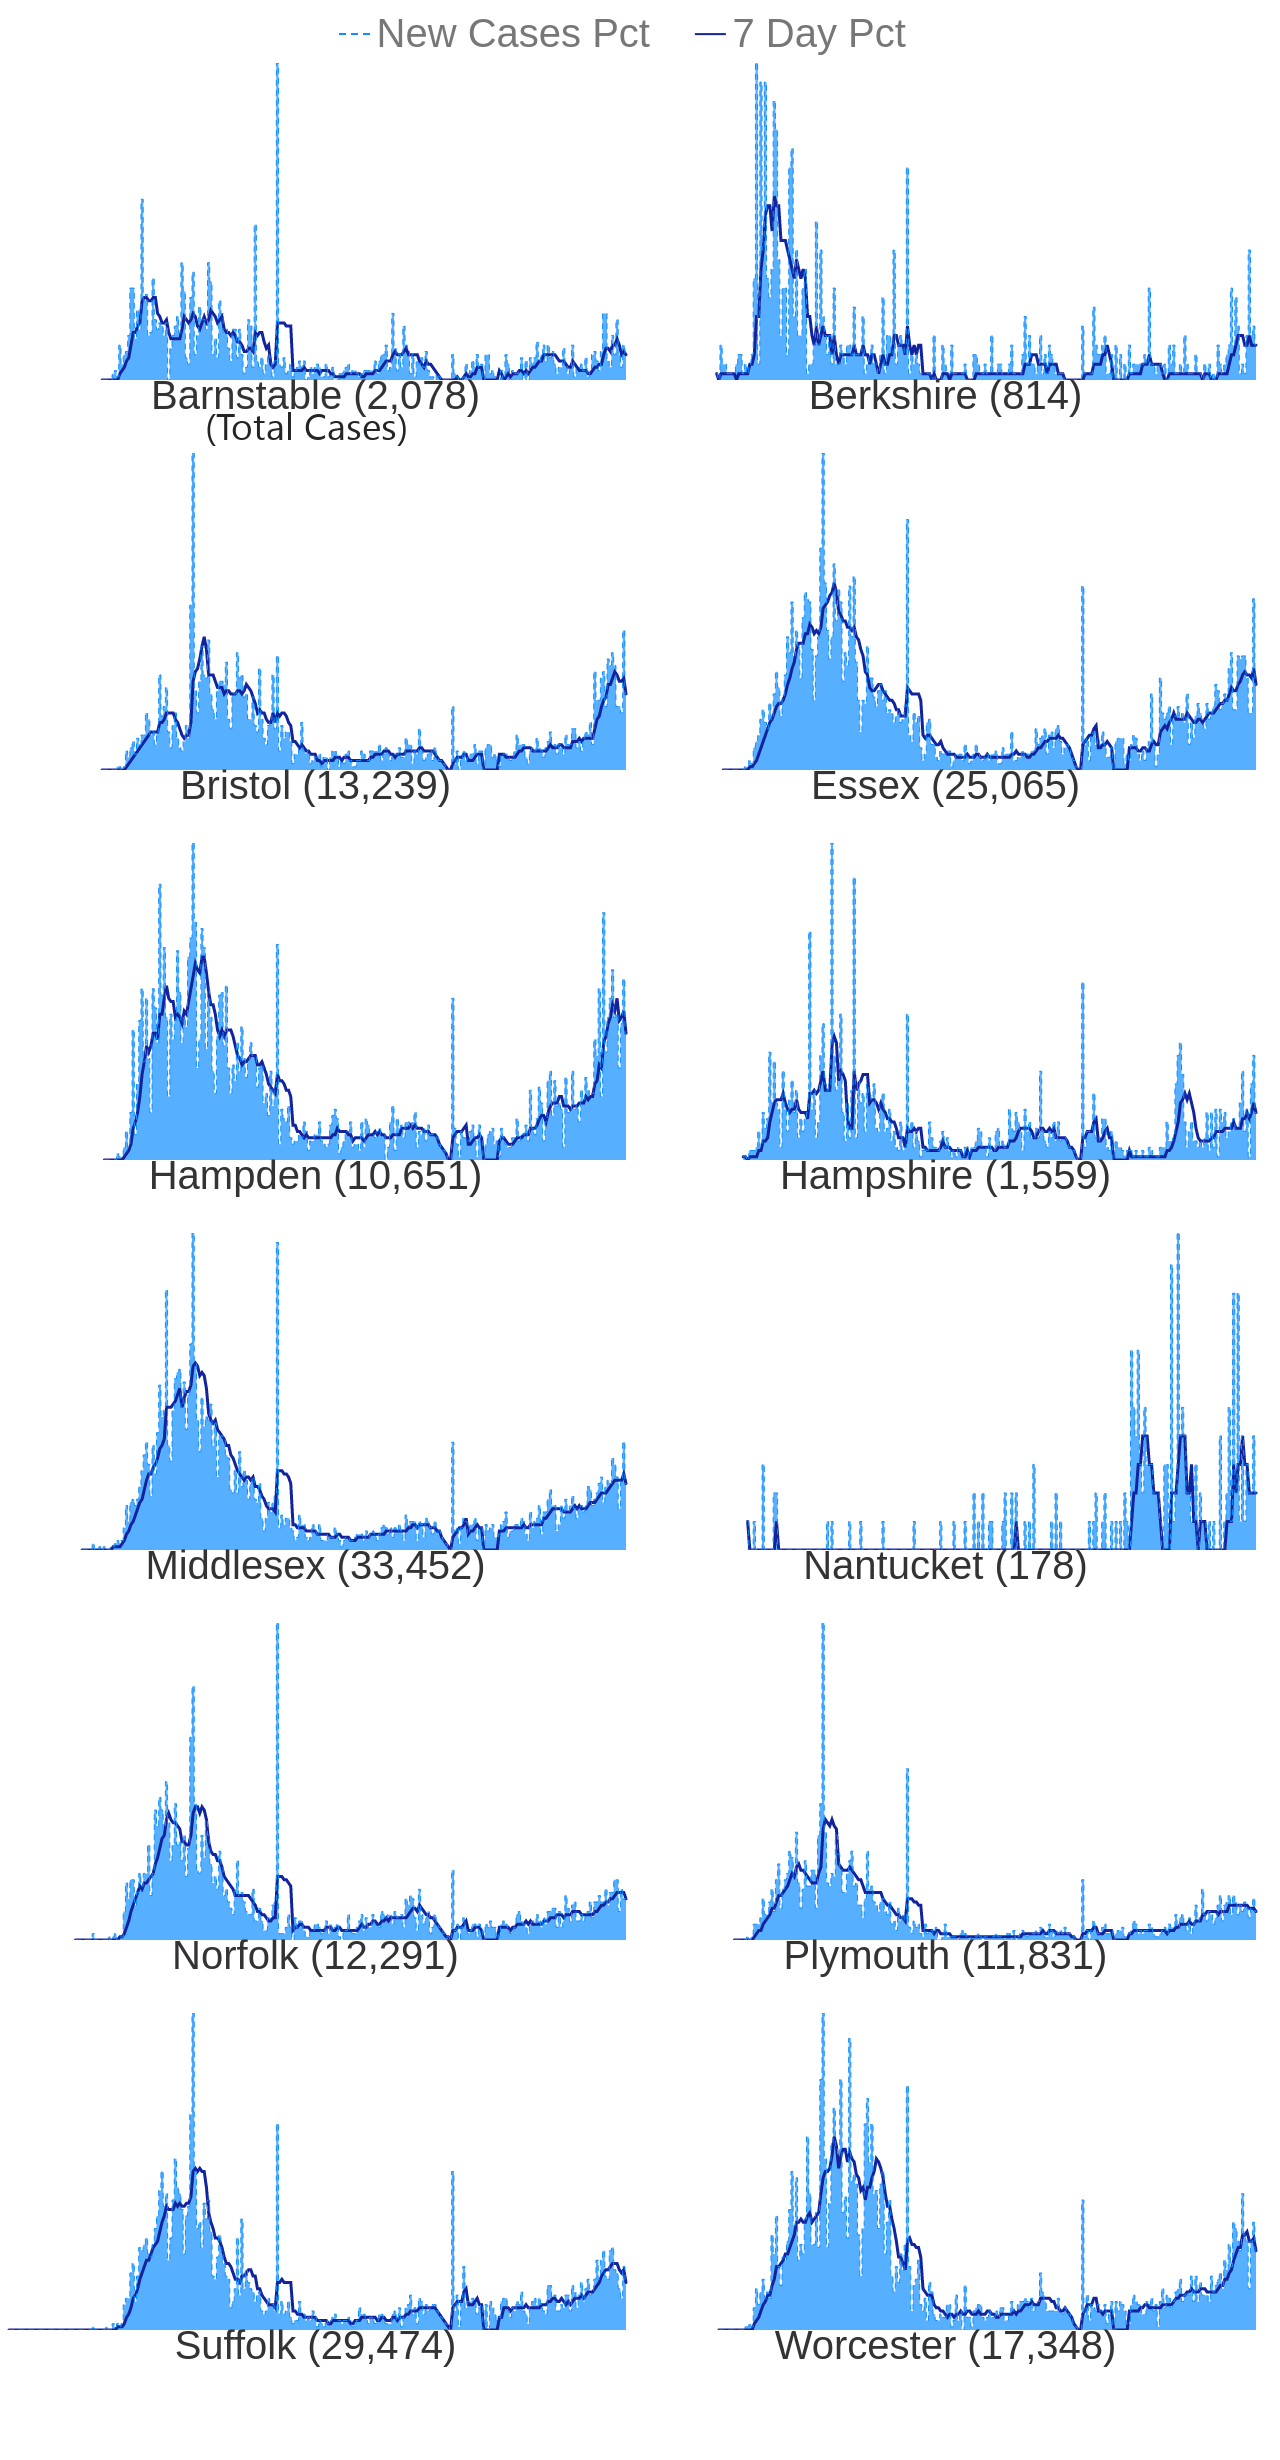 New Cases Pct 7 Day Pct
Barnstable (2,078) Berkshire (814)
(Total Cases)
Bristol (13,239) Essex (25,065)
Hampden (10,651) Hampshire (1,559)
Middlesex (33,452) Nantucket (178)
Norfolk (12,291) Plymouth (11,831)
Suffolk (29,474) Worcester (17,348)